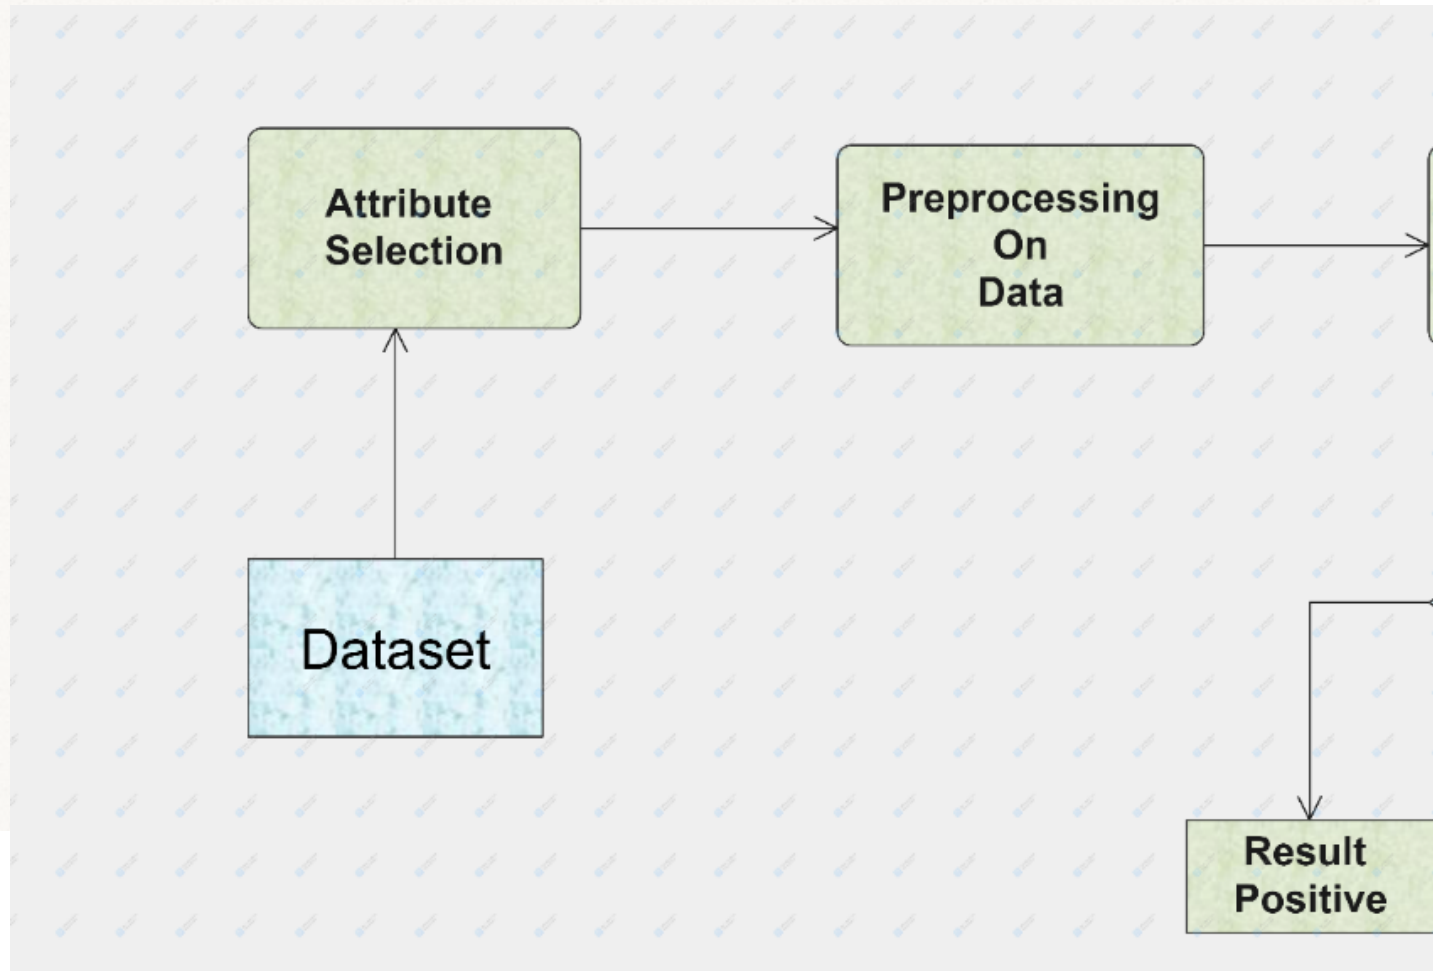 Attribute
Selection
Preprocessing
On
Data
Dataset
Result
Positive